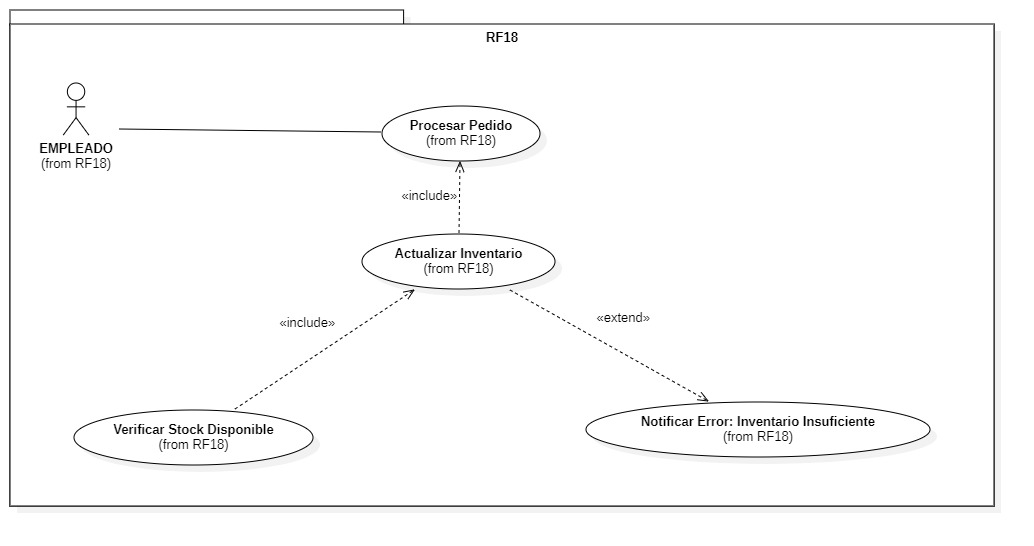 RF18
EMPLEADO
(from RF18)
Procesar Pedido
(from RF18)
«include»
Actualizar Inventario
(from RF18)
«include»
«extend»
Verificar Stock Disponible
(from RF18)
Notificar Error: Inventario Insuficiente
(from RF18)